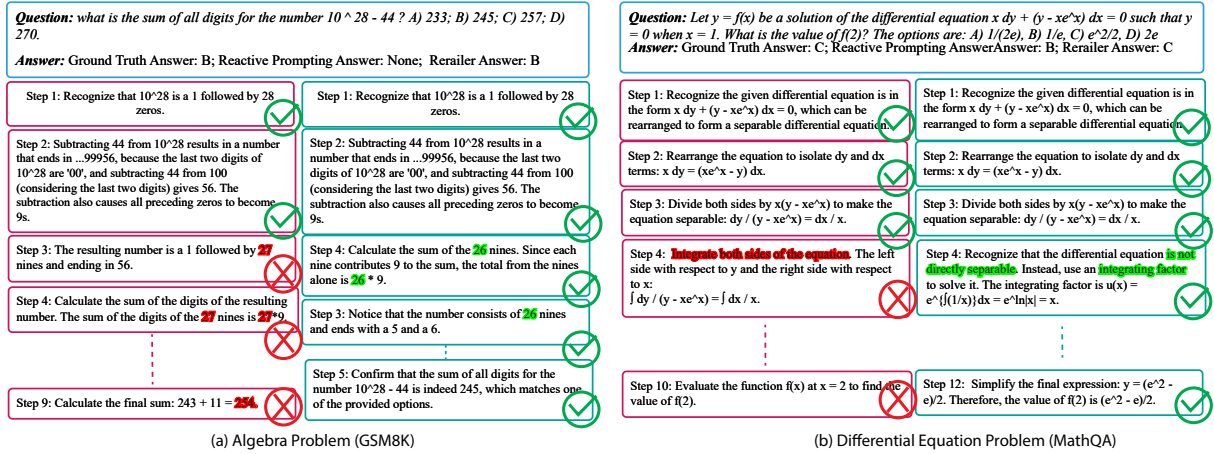 Question: what is the sum of all digits for the number 10 ^ 28 - 44 ? A) 233; B) 245; C) 257; D)
270.
Answer: Ground Truth Answer: B; Reactive Prompting Answer: None; Rerailer Answer: B
Step 1: Recognize that 10^28 is a 1 followed by 28
zeros.
Step 2: Subtracting 44 from 10^28 results in a number
that ends in ...99956, because the last two digits of
10^28 are '00', and subtracting 44 from 100
(considering the last two digits) gives 56. The
subtraction also causes all preceding zeros to become
9s.
Step 3: The resulting number is a 1 followed by 27
nines and ending in 56.
Step 4: Calculate the sum of the digits of the resulting
number. The sum of the digits of the 27 nines is 27*9.
Step 9: Calculate the final sum: 243 + 11 = 254.
Step 1: Recognize that 10^28 is a 1 followed by 28
zeros.
Step 2: Subtracting 44 from 10^28 results in a
number that ends in ...99956, because the last two
digits of 10^28 are '00', and subtracting 44 from 100
(considering the last two digits) gives 56. The
subtraction also causes all preceding zeros to become
9s.
Step 4: Calculate the sum of the 26 nines. Since each
nine contributes 9 to the sum, the total from the nines
alone is 26 * 9.
Step 3: Notice that the number consists of 26 nines
and ends with a 5 and a 6.
Step 5: Confirm that the sum of all digits for the
number 10^28 - 44 is indeed 245, which matches one
of the provided options.
(a) Algebra Problem (GSM8K)
Question: Let y = f(x) be a solution of the differential equation x dy + (y - xe^x) dx = 0 such that y
= 0 when x = 1. What is the value of f(2)? The options are: A) 1/(2e), B) 1/e, C) e^2/2, D) 2e
Answer: Ground Truth Answer: C; Reactive Prompting AnswerAnswer: B; Rerailer Answer: C
Step 1: Recognize the given differential equation is in
the form x dy + (y - xe^x) dx = 0, which can be
rearranged to form a separable differential equation.
Step 2: Rearrange the equation to isolate dy and dx
terms: x dy = (xe^x - y) dx.
Step 3: Divide both sides by x(y - xe^x) to make the
equation separable: dy / (y - xe^x) = dx / x.
Step 4: Integrate both sides of the equation. The left
side with respect to y and the right side with respect
to x:
∫ dy / (y - xe^x) = ∫ dx / x.
Step 10: Evaluate the function f(x) at x = 2 to find the
value of f(2).
Step 1: Recognize the given differential equation is in
the form x dy + (y - xe^x) dx = 0, which can be
rearranged to form a separable differential equation.
Step 2: Rearrange the equation to isolate dy and dx
terms: x dy = (xe^x - y) dx.
Step 3: Divide both sides by x(y - xe^x) to make the
equation separable: dy / (y - xe^x) = dx / x.
Step 4: Recognize that the differential equation is not
directly separable. Instead, use an integrating factor
to solve it. The integrating factor is u(x) =
e^{∫(1/x)}dx = e^ln|x| = x.
Step 12: Simplify the final expression: y = (e^2 -
e)/2. Therefore, the value of f(2) is (e^2 - e)/2.
(b) Differential Equation Problem (MathQA)